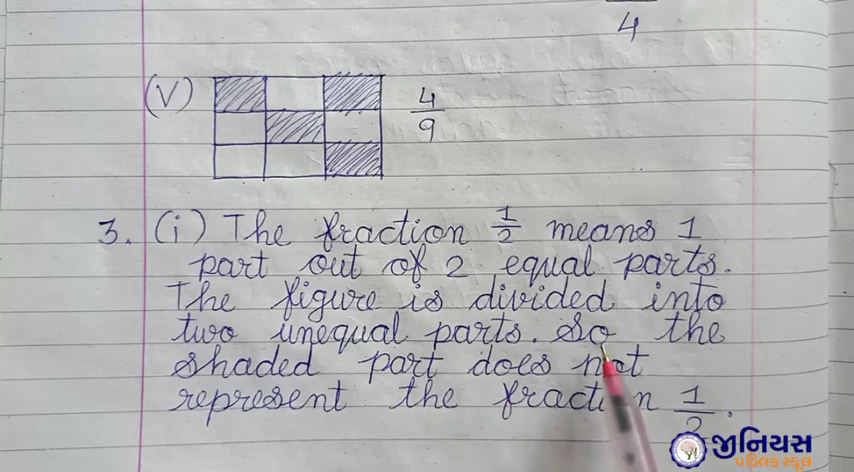 4
(V) 4/9
3. (i) The fraction 1/2 means 1
part out of 2 equal parts.
The figure is divided into
two unequal parts. So the
shaded part does not
represent the fraction 1/2.
જીનિયસ
પબ્લિક સ્કૂલ